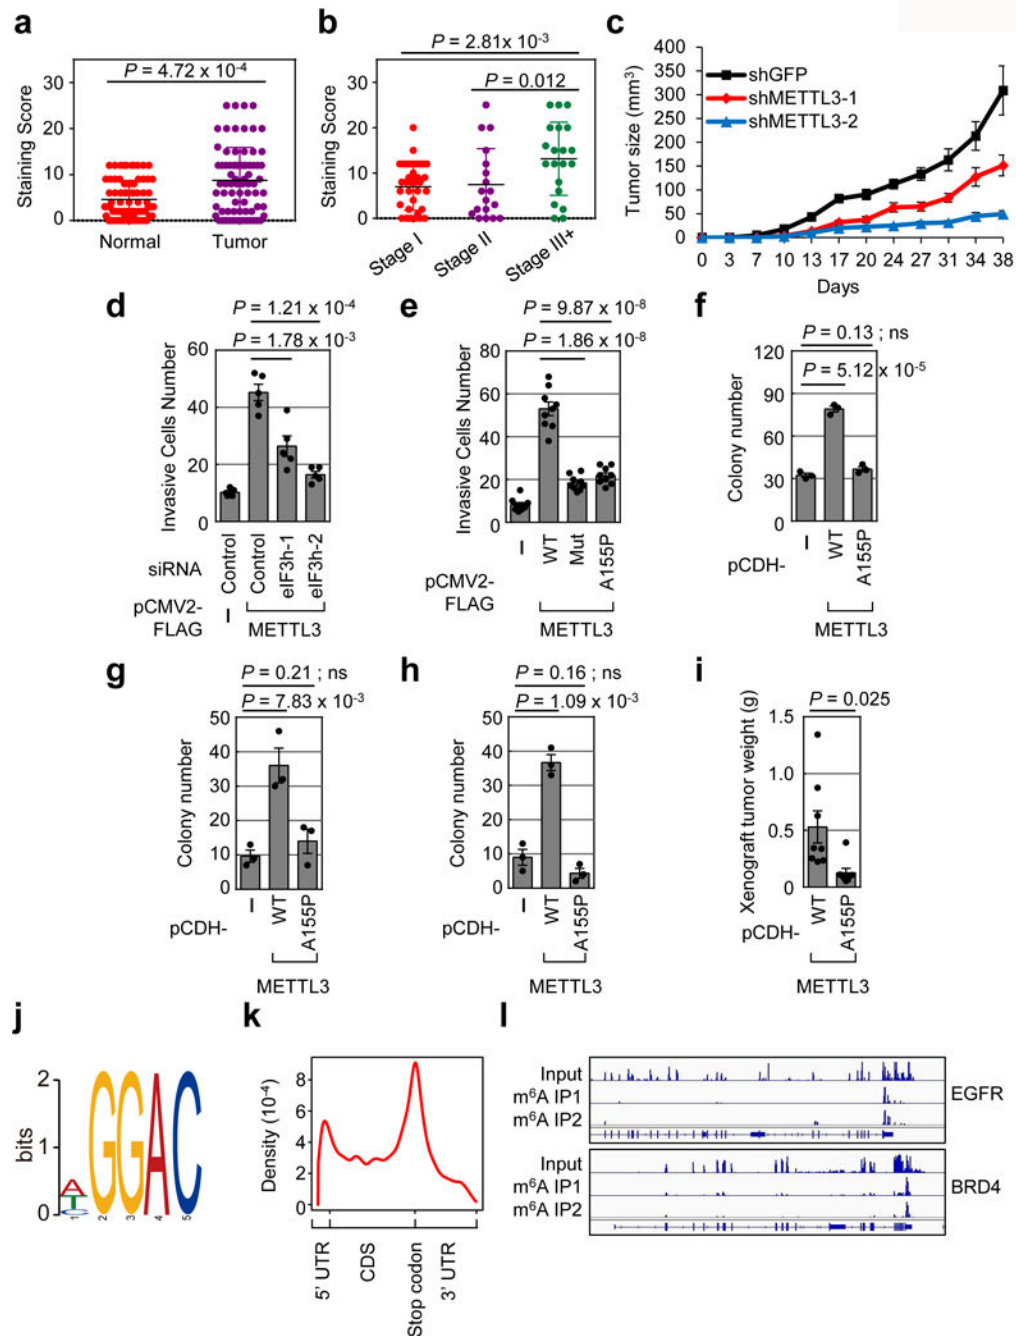 a
P = 4.72 x 10-4
Staining Score
30
20
10
0
Normal
Tumor
b
P = 2.81x 10-3
P = 0.012
Staining Score
30
20
10
0
Stage I
Stage II
Stage III+
c
Tumor size (mm3)
400
350
300
250
200
150
100
50
0
shGFP
shMETTL3-1
shMETTL3-2
0 3 7 10 13 17 20 24 27 31 34 38
Days
d
P = 1.21 x 10-4
P = 1.78 x 10-3
Invasive Cells Number
60
40
20
0
siRNA
Control
Control
eIF3h-1
eIF3h-2
pCMV2-
FLAG
–
METTL3
e
P = 9.87 x 10-8
P = 1.86 x 10-8
Invasive Cells Number
80
60
40
20
0
–
WT
Mut
A155P
pCMV2-
FLAG
METTL3
f
P = 0.13 ; ns
P = 5.12 x 10-5
Colony number
120
90
60
30
0
pCDH-
–
WT
A155P
METTL3
g
P = 0.21 ; ns
P = 7.83 x 10-3
Colony number
50
40
30
20
10
0
pCDH-
–
WT
A155P
METTL3
h
P = 0.16 ; ns
P = 1.09 x 10-3
Colony number
50
40
30
20
10
0
pCDH-
–
WT
A155P
METTL3
i
P = 0.025
Xenograft tumor weight (g)
1.5
1.0
0.5
0
pCDH-
WT
A155P
METTL3
j
bits
2
1
0
A
T
C
GGAC
1 2 3 4 5
k
Density (10-4)
8
6
4
2
0
5' UTR
CDS
Stop codon
3' UTR
l
Input
m6A IP1
m6A IP2
EGFR
Input
m6A IP1
m6A IP2
BRD4